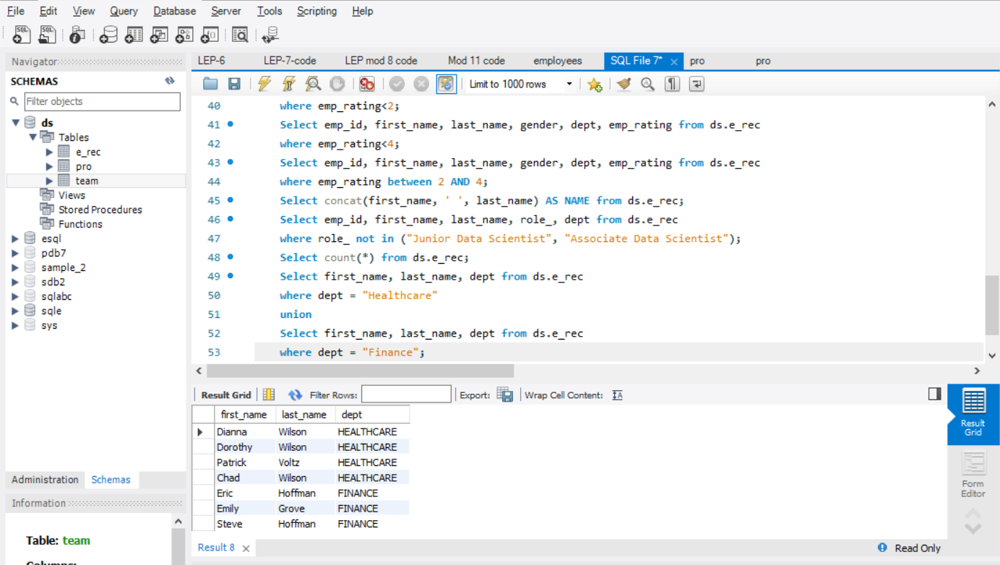 File Edit View Query Database Server Tools Scripting Help
Navigator
SCHEMAS
Filter objects
ds
Tables
e_rec
pro
team
Views
Stored Procedures
Functions
esql
pdb7
sample_2
sdb2
sqlabc
sqle
sys
Administration Schemas
Information
Table: team
Columns:
LEP-6 LEP-7-code LEP mod 8 code Mod 11 code employees SQL File 7* pro pro
Limit to 1000 rows
40 where emp_rating<2;
41 Select emp_id, first_name, last_name, gender, dept, emp_rating from ds.e_rec
42 where emp_rating<4;
43 Select emp_id, first_name, last_name, gender, dept, emp_rating from ds.e_rec
44 where emp_rating between 2 AND 4;
45 Select concat(first_name, ' ', last_name) AS NAME from ds.e_rec;
46 Select emp_id, first_name, last_name, role_, dept from ds.e_rec
47 where role_ not in ("Junior Data Scientist", "Associate Data Scientist");
48 Select count(*) from ds.e_rec;
49 Select first_name, last_name, dept from ds.e_rec
50 where dept = "Healthcare"
51 union
52 Select first_name, last_name, dept from ds.e_rec
53 where dept = "Finance";
Result Grid Filter Rows: Export: Wrap Cell Content:
first_name last_name dept
Dianna Wilson HEALTHCARE
Dorothy Wilson HEALTHCARE
Patrick Voltz HEALTHCARE
Chad Wilson HEALTHCARE
Eric Hoffman FINANCE
Emily Grove FINANCE
Steve Hoffman FINANCE
Result
Grid
Form
Editor
Result 8
Read Only